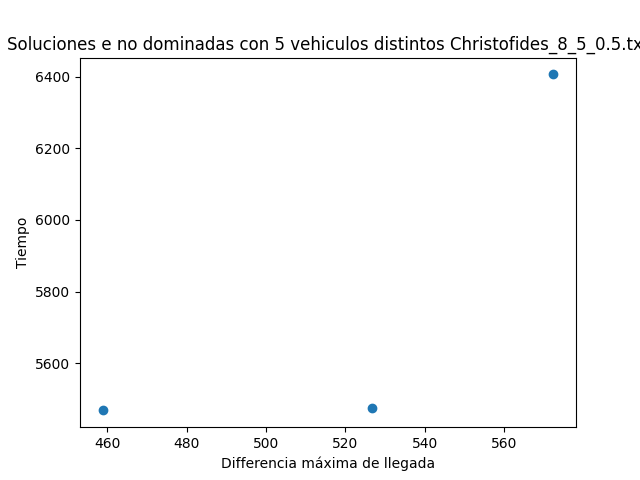 Soluciones e no dominadas con 5 vehiculos distintos Christofides_8_5_0.5.tx
6400
6200
6000
5800
5600
Tiempo
460 480 500 520 540 560
Differencia máxima de llegada